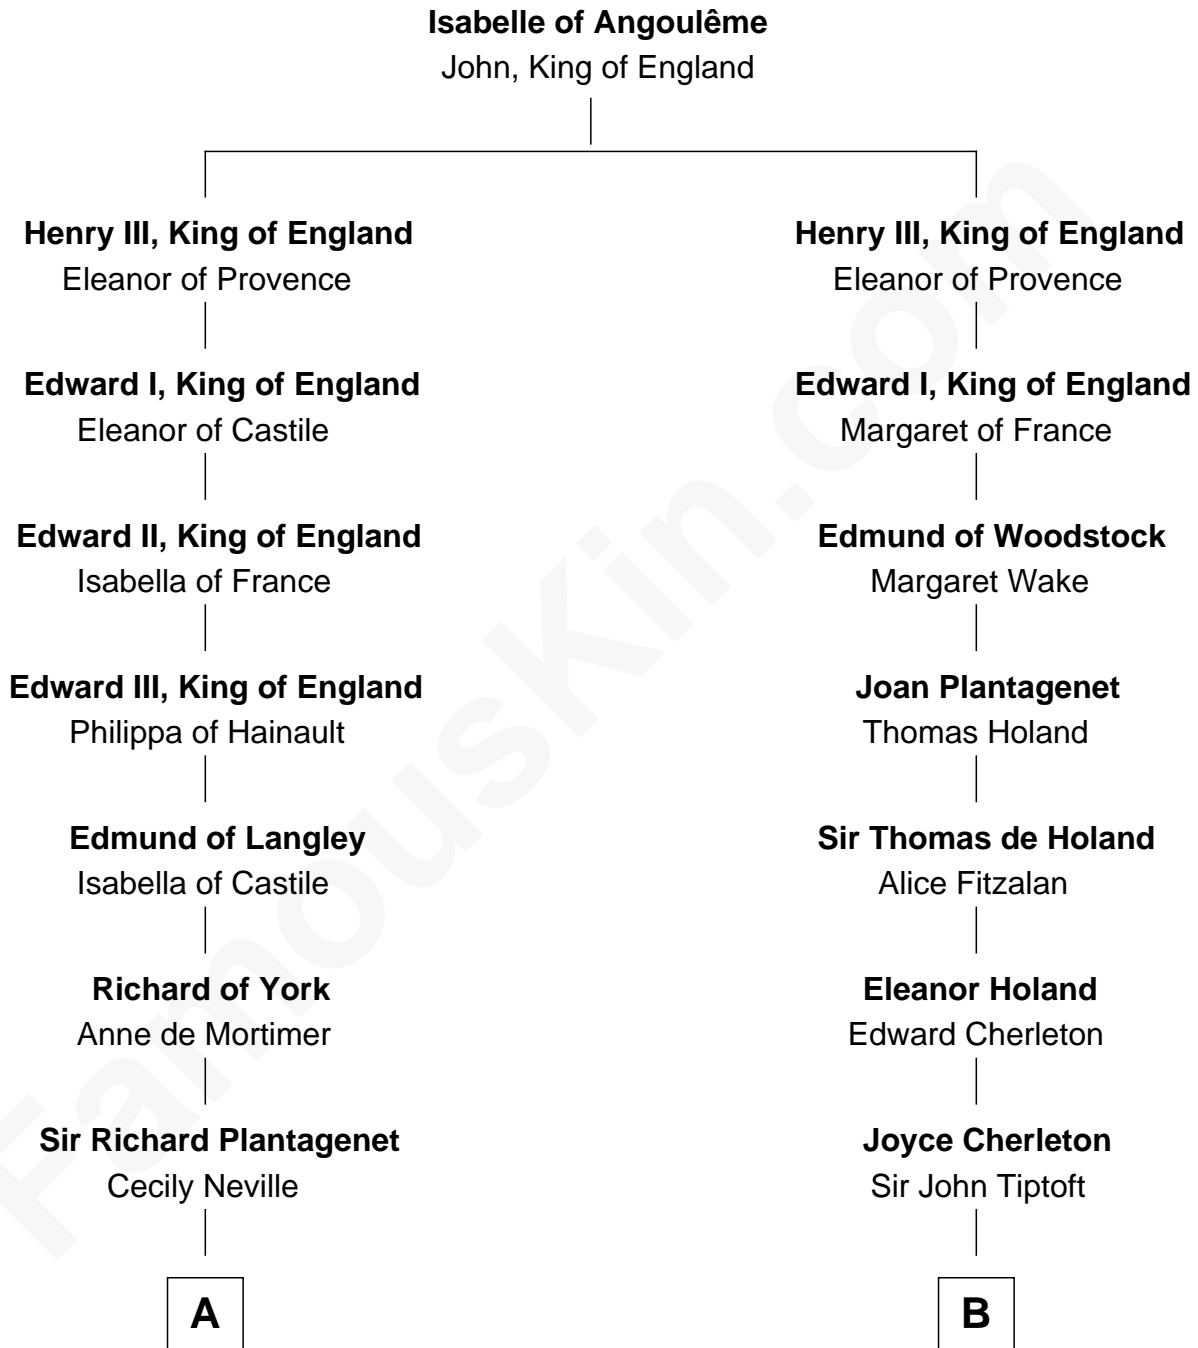 Isabelle of Angoulême
John, King of England
Henry III, King of England
Eleanor of Provence
Henry III, King of England
Eleanor of Provence
Edward I, King of England
Eleanor of Castile
Edward I, King of England
Margaret of France
Edward II, King of England
Isabella of France
Edmund of Woodstock
Margaret Wake
Edward III, King of England
Philippa of Hainault
Joan Plantagenet
Thomas Holand
Edmund of Langley
Isabella of Castile
Sir Thomas de Holand
Alice Fitzalan
Richard of York
Anne de Mortimer
Eleanor Holand
Edward Cherleton
Sir Richard Plantagenet
Cecily Neville
Joyce Cherleton
Sir John Tiptoft
A
B
FamousKin.com